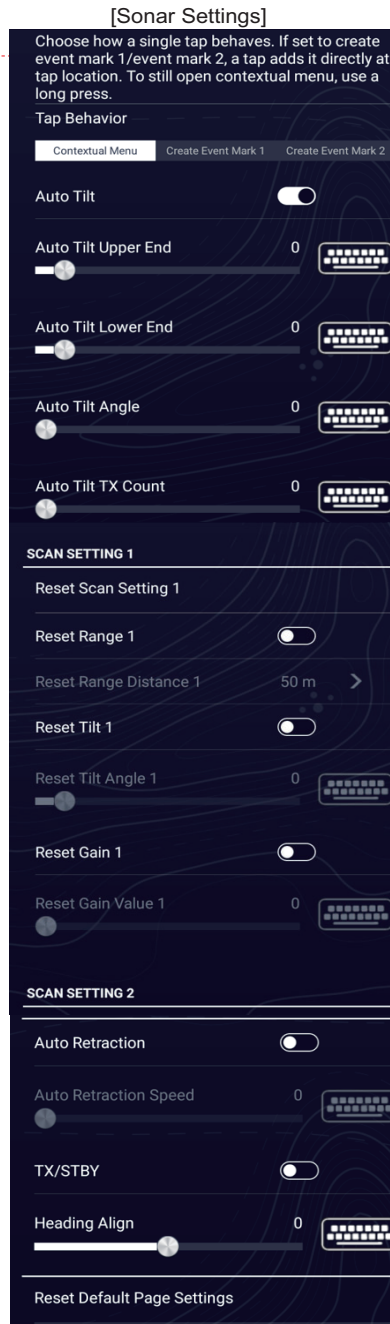 [Sonar Settings]
Choose how a single tap behaves. If set to create
event mark 1/event mark 2, a tap adds it directly at
tap location. To still open contextual menu, use a
long press.
Tap Behavior
Contextual Menu Create Event Mark 1 Create Event Mark 2
Auto Tilt
Auto Tilt Upper End 0
Auto Tilt Lower End 0
Auto Tilt Angle 0
Auto Tilt TX Count 0
SCAN SETTING 1
Reset Scan Setting 1
Reset Range 1
Reset Range Distance 1 50 m
Reset Tilt 1
Reset Tilt Angle 1 0
Reset Gain 1
Reset Gain Value 1 0
SCAN SETTING 2
Auto Retraction
Auto Retraction Speed 0
TX/STBY
Heading Align 0
Reset Default Page Settings